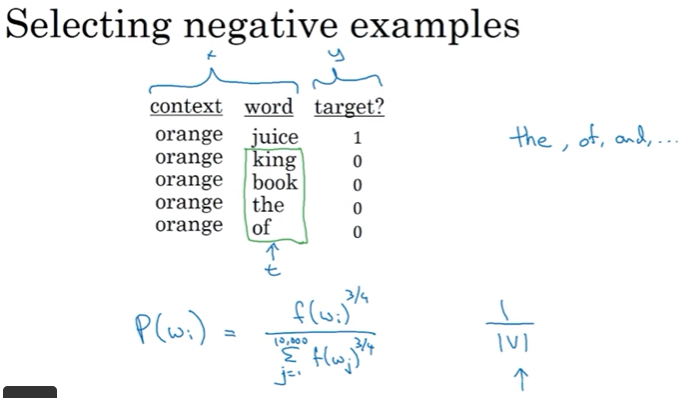 Selecting negative examples
x y
context word target?
orange juice 1
orange king 0
orange book 0
orange the 0
orange of 0
the, of, and, ...
t
P(wᵢ) = f(wᵢ)^3/4 / 10,000 Σ j=1 f(wⱼ)^3/4
1 / |V|